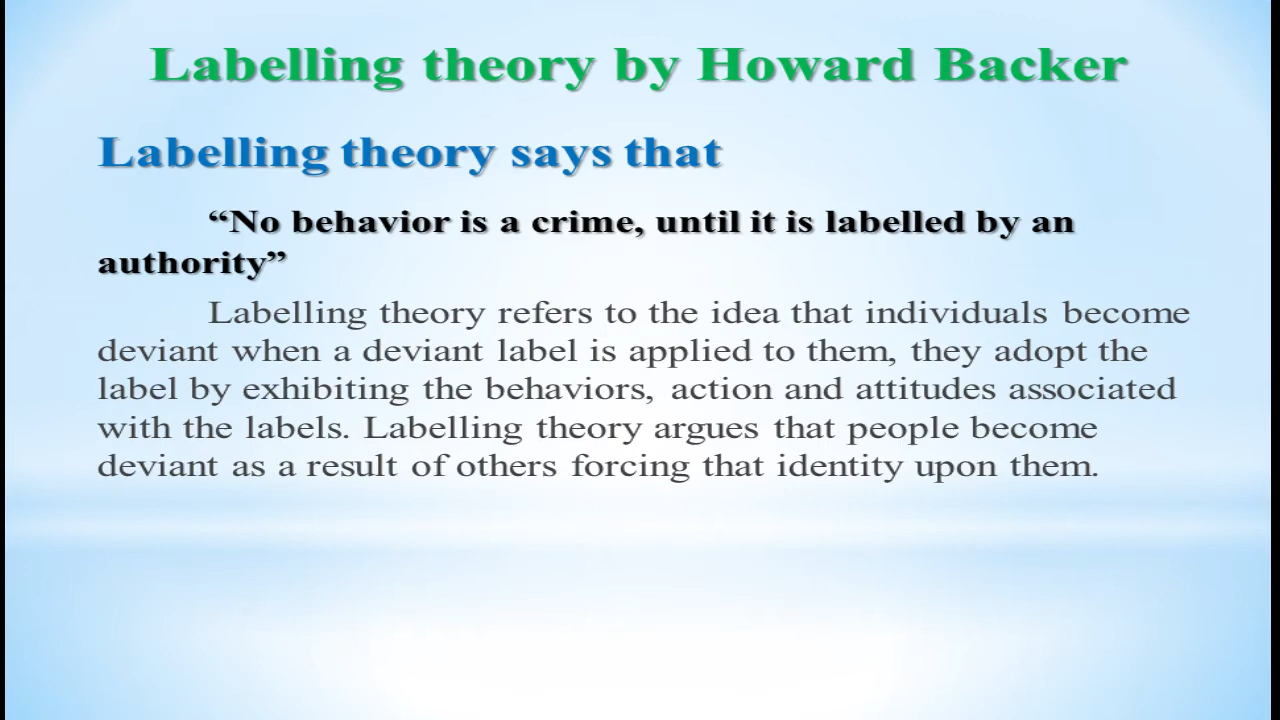 Labelling theory by Howard Backer
Labelling theory says that
“No behavior is a crime, until it is labelled by an
authority”
Labelling theory refers to the idea that individuals become
deviant when a deviant label is applied to them, they adopt the
label by exhibiting the behaviors, action and attitudes associated
with the labels. Labelling theory argues that people become
deviant as a result of others forcing that identity upon them.